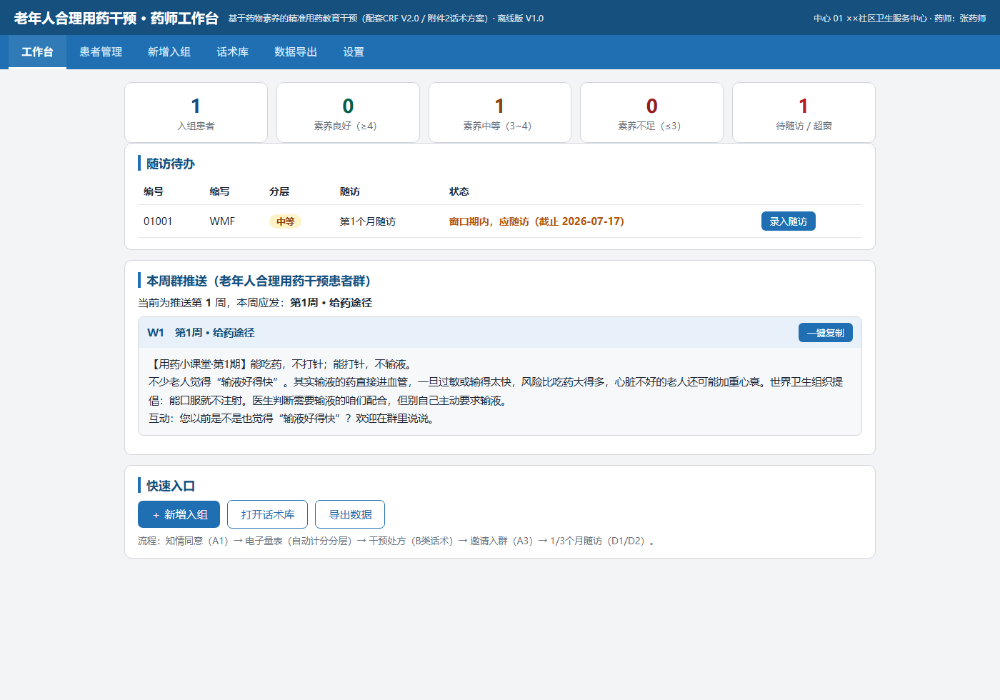 老年人合理用药干预 • 药师工作台 基于药物素养的精准用药教育干预（配套CRF V2.0 / 附件2话术方案）· 离线版 V1.0 中心 01 ××社区卫生服务中心 · 药师：张药师
工作台 患者管理 新增入组 话术库 数据导出 设置
1 0 1 0 1
入组患者 素养良好（≥4） 素养中等（3~4） 素养不足（≤3） 待随访 / 超窗
随访待办
编号 缩写 分层 随访 状态
01001 WMF 中等 第1个月随访 窗口期内，应随访（截止 2026-07-17） 录入随访
本周群推送（老年人合理用药干预患者群）
当前为推送第 1 周，本周应发：第1周 • 给药途径
W1 第1周 • 给药途径 一键复制
【用药小课堂·第1期】能吃药，不打针；能打针，不输液。
不少老人觉得“输液好得快”。其实输液的药直接进血管，一旦过敏或输得太快，风险比吃药大得多，心脏不好的老人还可能加重心衰。世界卫生组织提
倡：能口服就不注射。医生判断需要输液的咱们配合，但别自己主动要求输液。
互动：您以前是不是也觉得“输液好得快”？欢迎在群里说说。
快速入口
＋ 新增入组 打开话术库 导出数据
流程：知情同意（A1）→ 电子量表（自动计分分层）→ 干预处方（B类话术）→ 邀请入群（A3）→ 1/3个月随访（D1/D2）。